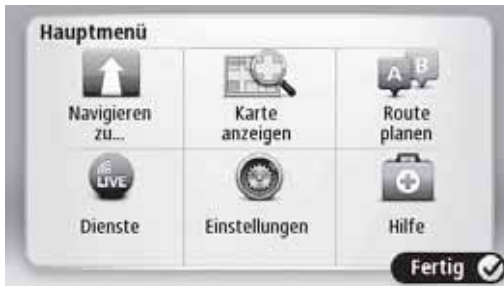 Hauptmenü
Navigieren
zu...
Karte
anzeigen
A B
Route
planen
LIVE
Dienste
Einstellungen
Hilfe
Fertig